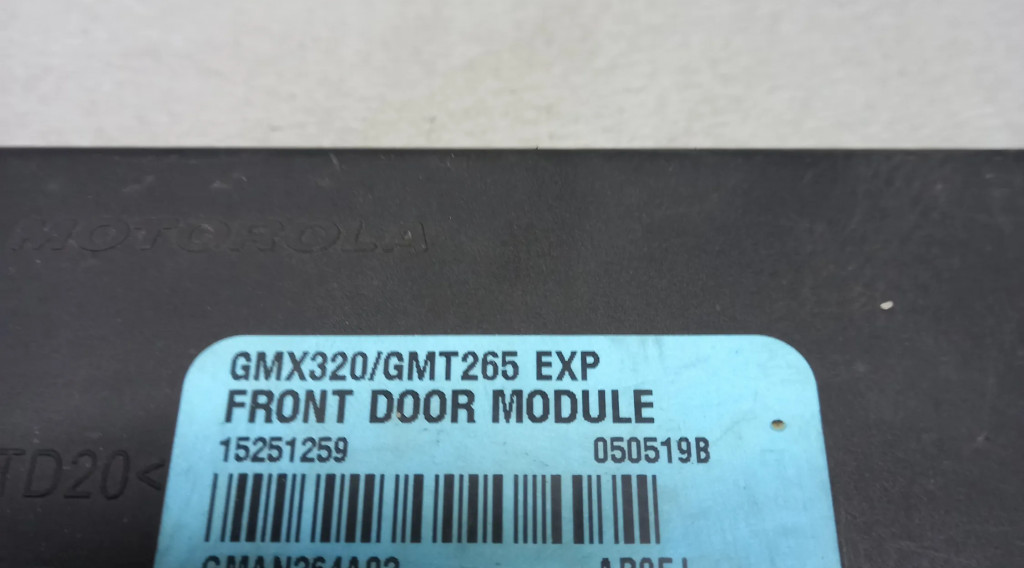 MOTOROLA
GMX320/GMT265 EXP
FRONT DOOR MODULE
15251259 050519B
TD20<